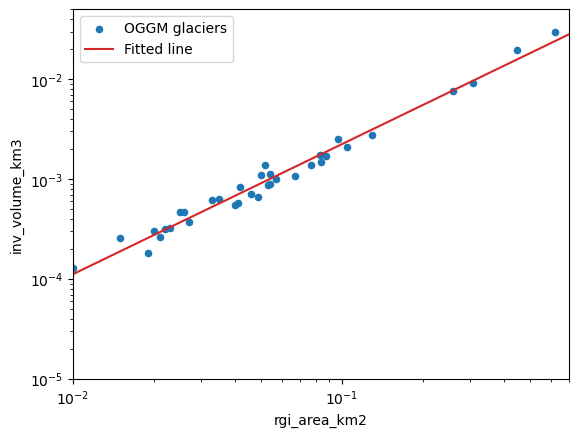 OGGM glaciers
Fitted line
10⁻²
10⁻³
10⁻⁴
10⁻⁵
inv_volume_km3
10⁻²
10⁻¹
rgi_area_km2